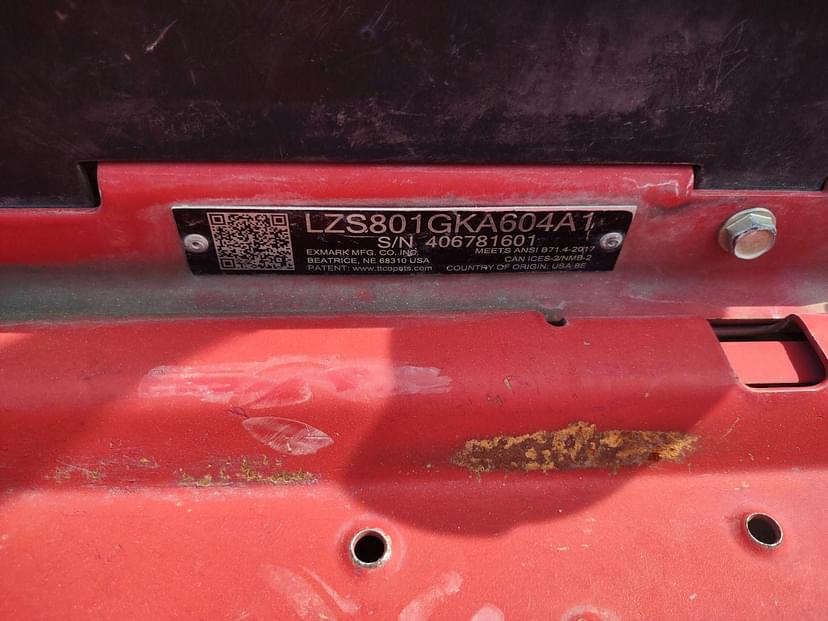 LZS801GKA604A1
S/N 406781601
EXMARK MFG. CO. INC. MEETS ANSI B71.4-2017
BEATRICE, NE 68310 USA CAN ICES-2/NMB-2
PATENT: www.ttcopats.com COUNTRY OF ORIGIN: USA BE